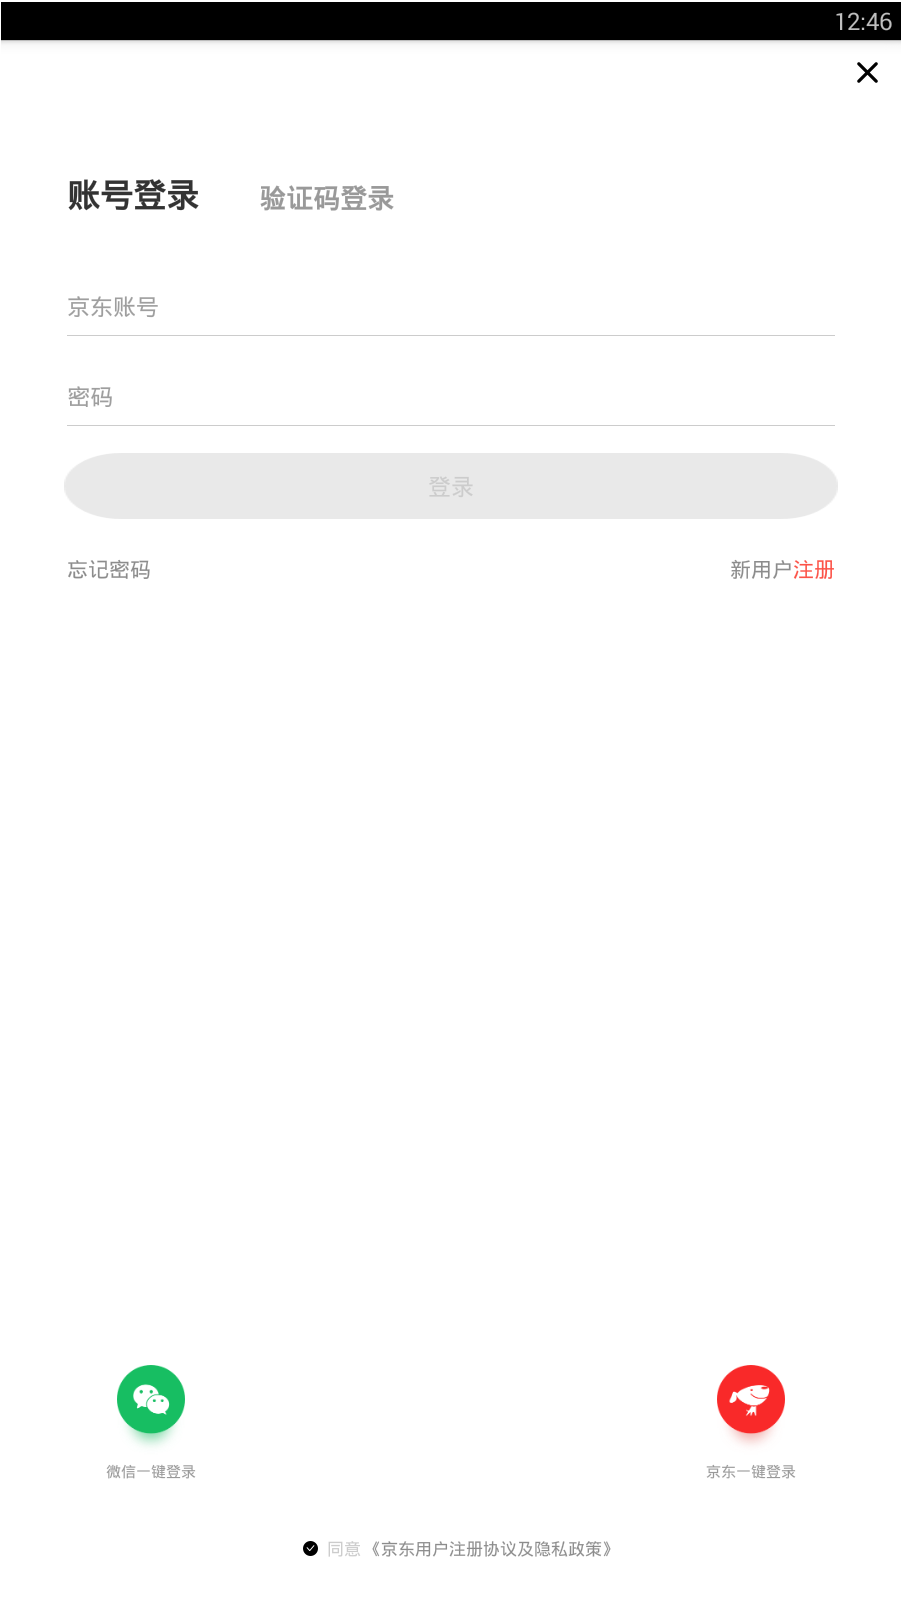 12:46
账号登录 验证码登录
京东账号
密码
登录
忘记密码 新用户注册
微信一键登录 京东一键登录
同意《京东用户注册协议及隐私政策》